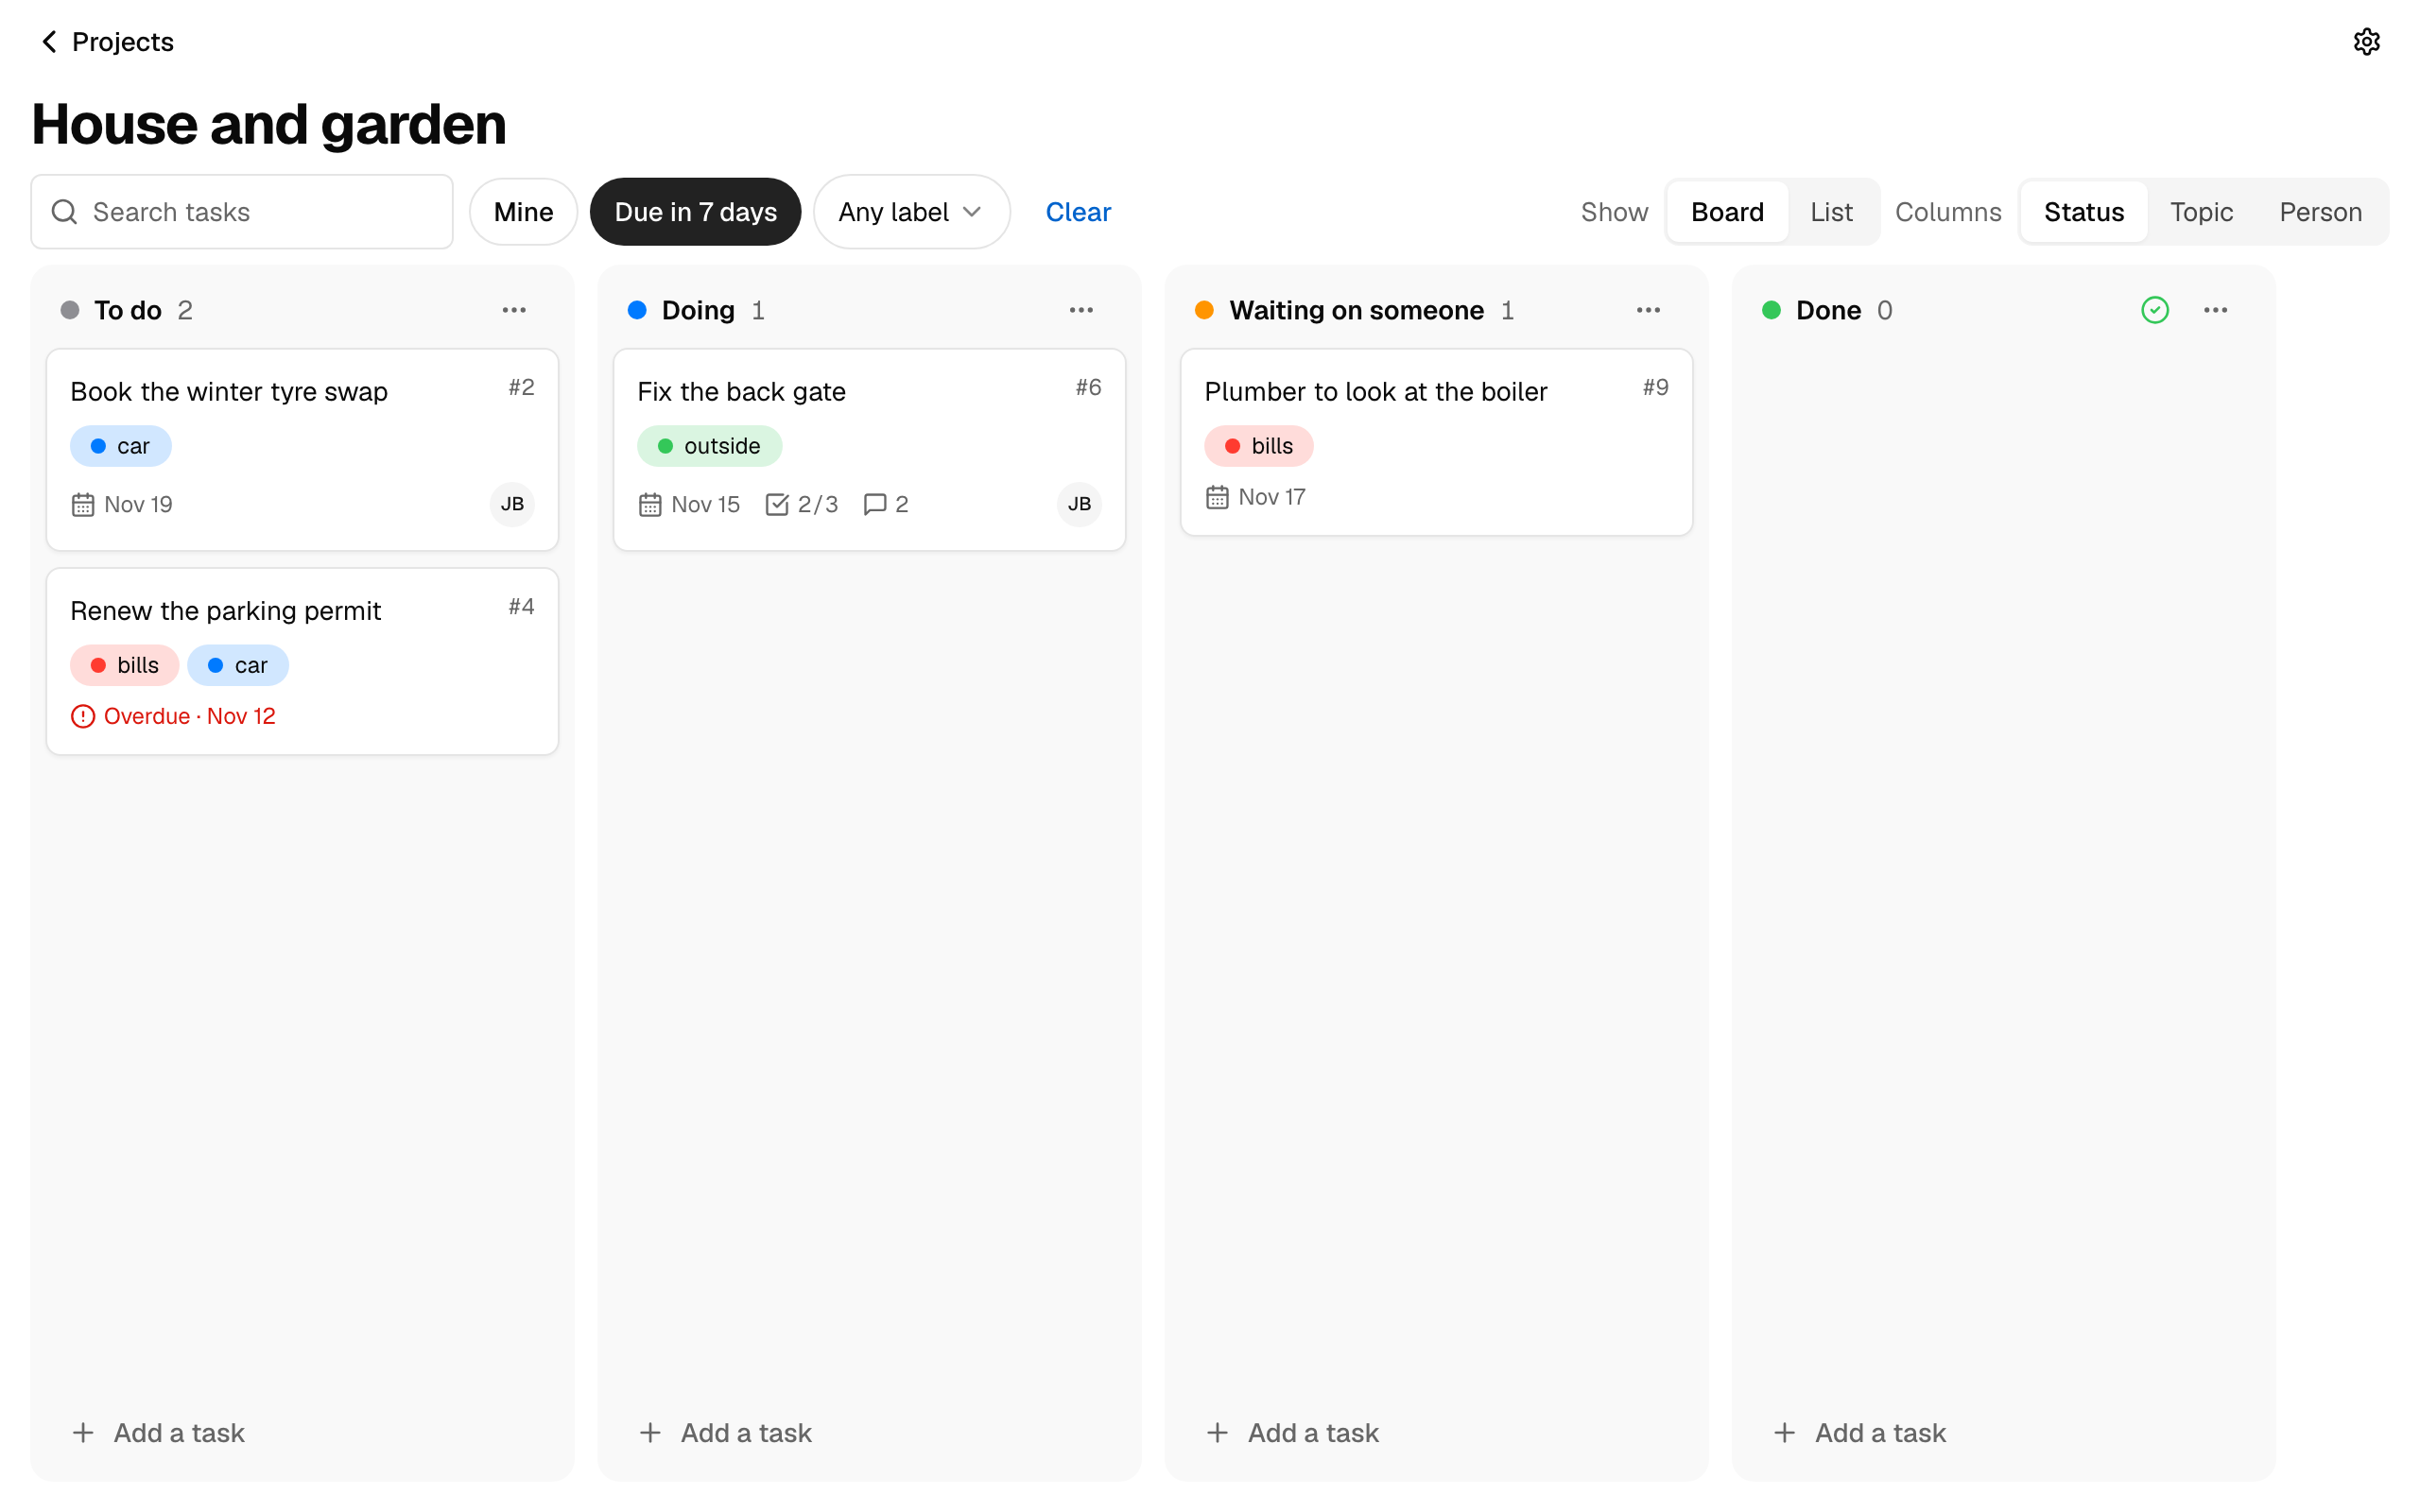 Projects
House and garden
Search tasks
Mine
Due in 7 days
Any label
Clear
Show
Board
List
Columns
Status
Topic
Person
To do 2
Book the winter tyre swap #2
car
Nov 19
JB
Renew the parking permit #4
bills
car
Overdue · Nov 12
Add a task
Doing 1
Fix the back gate #6
outside
Nov 15 2/3 2
JB
Add a task
Waiting on someone 1
Plumber to look at the boiler #9
bills
Nov 17
Add a task
Done 0
Add a task